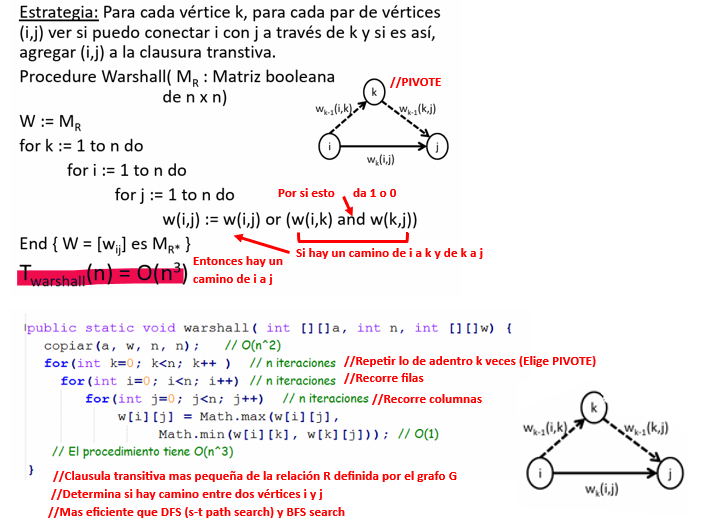 Estrategia: Para cada vértice k, para cada par de vértices
(i,j) ver si puedo conectar i con j a través de k y si es así,
agregar (i,j) a la clausura transtiva.
Procedure Warshall( MR : Matriz booleana
de n x n)
//PIVOTE
k
wk-1(i,k)
wk-1(k,j)
i
j
wk(i,j)
W := MR
for k := 1 to n do
for i := 1 to n do
for j := 1 to n do
Por si esto da 1 o 0
w(i,j) := w(i,j) or (w(i,k) and w(k,j))
End { W = [wij] es MR* }
Si hay un camino de i a k y de k a j
Entonces hay un
camino de i a j
Twarshall(n) = O(n3)
public static void warshall( int [][]a, int n, int [][]w) {
copiar(a, w, n, n); // O(n^2)
for(int k=0; k<n; k++ ) // n iteraciones //Repetir lo de adentro k veces (Elige PIVOTE)
for(int i=0; i<n; i++) // n iteraciones //Recorre filas
for(int j=0; j<n; j++) // n iteraciones //Recorre columnas
w[i][j] = Math.max(w[i][j],
Math.min(w[i][k], w[k][j])); // O(1)
// El procedimiento tiene O(n^3)
}
//Clausula transitiva mas pequeña de la relación R definida por el grafo G
//Determina si hay camino entre dos vértices i y j
//Mas eficiente que DFS (s-t path search) y BFS search
k
wk-1(i,k)
wk-1(k,j)
i
j
wk(i,j)